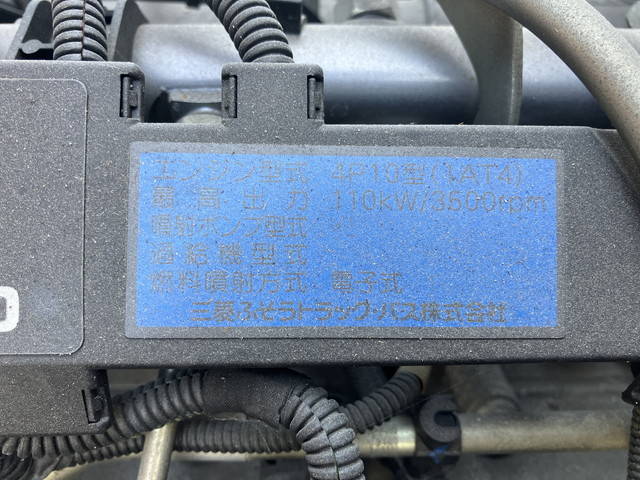 エンジン型式 4P10型(1AT4)
最高出力 110kW/3500rpm
噴射ポンプ型式 -
過給機型式 -
燃料噴射方式 電子式
三菱ふそうトラック・バス株式会社